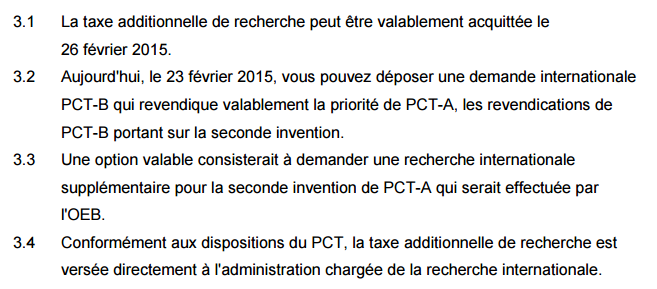 3.1 La taxe additionnelle de recherche peut être valablement acquittée le
26 février 2015.
3.2 Aujourd'hui, le 23 février 2015, vous pouvez déposer une demande internationale
PCT-B qui revendique valablement la priorité de PCT-A, les revendications de
PCT-B portant sur la seconde invention.
3.3 Une option valable consisterait à demander une recherche internationale
supplémentaire pour la seconde invention de PCT-A qui serait effectuée par
l'OEB.
3.4 Conformément aux dispositions du PCT, la taxe additionnelle de recherche est
versée directement à l'administration chargée de la recherche internationale.